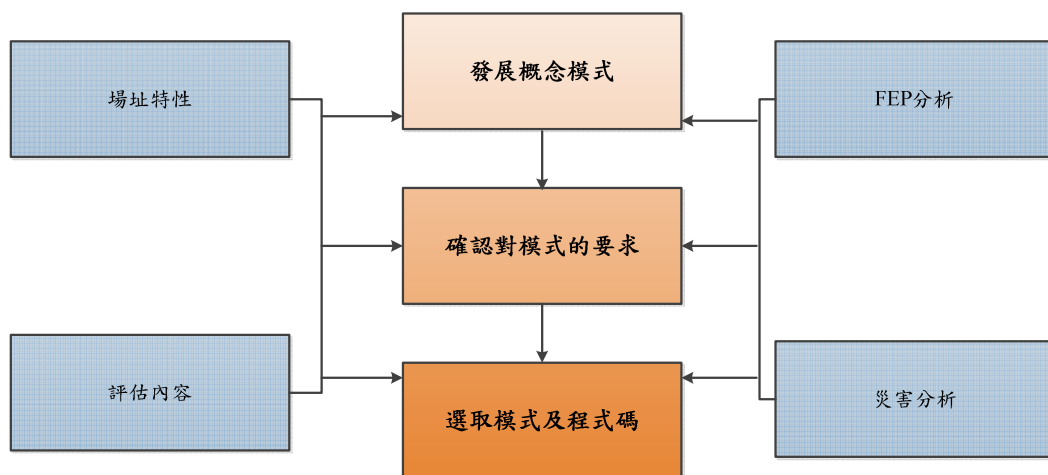 發展概念模式
場址特性
FEP分析
確認對模式的要求
評估內容
災害分析
選取模式及程式碼